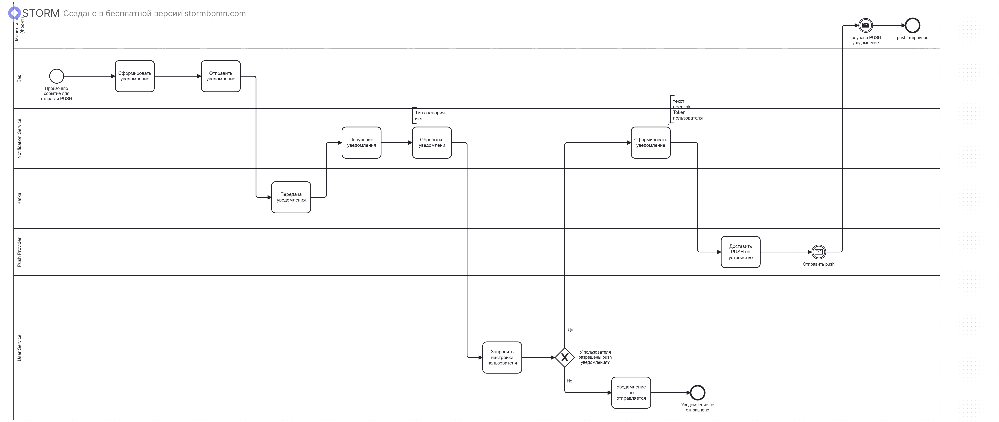 STORM Создано в бесплатной версии stormbpmn.com
(Фронт)
Получено PUSH-
уведомление
push отправлен
Бэк
Произошло
событие для
отправки PUSH
Сформировать
уведомление
Отправить
уведомление
Notification Service
Получение
уведомления
Тип сценария
итд
Обработка
уведомлени
текст
deeplink
Token
пользователя
Сформировать
уведомление
Kafka
Передача
уведомления
Push Provider
Доставить
PUSH на
устройство
Отправить push
User Service
Запросить
настройки
пользователя
Да
У пользователя
разрешены push
уведомления?
Нет
Уведомление
не
отправляется
Уведомление не
отправлено